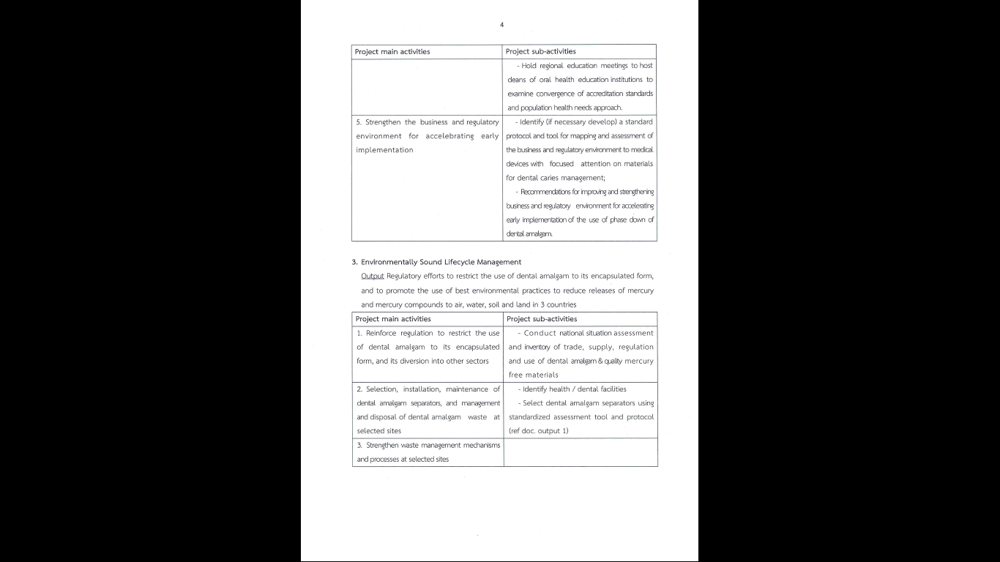 4
Project main activities
Project sub-activities
- Hold regional education meetings to host
deans of oral health education institutions to
examine convergence of accreditation standards
and population health needs approach.
5. Strengthen the business and regulatory
environment for accelebrating early
implementation
- Identify (if necessary develop) a standard
protocol and tool for mapping and assessment of
the business and regulatory environment to medical
devices with focused attention on materials
for dental caries management;
- Recommendations for improving and strengthening
business and regulatory environment for accelerating
early implementation of the use of phase down of
dental amalgam.
3. Environmentally Sound Lifecycle Management
Output Regulatory efforts to restrict the use of dental amalgam to its encapsulated form,
and to promote the use of best environmental practices to reduce releases of mercury
and mercury compounds to air, water, soil and land in 3 countries
Project main activities
Project sub-activities
1. Reinforce regulation to restrict the use
of dental amalgam to its encapsulated
form, and its diversion into other sectors
- Conduct national situation assessment
and inventory of trade, supply, regulation
and use of dental amalgam & quality mercury
free materials
2. Selection, installation, maintenance of
dental amalgam separators, and management
and disposal of dental amalgam waste at
selected sites
- Identify health / dental facilities
- Select dental amalgam separators using
standardized assessment tool and protocol
(ref doc. output 1)
3. Strengthen waste management mechanisms
and processes at selected sites